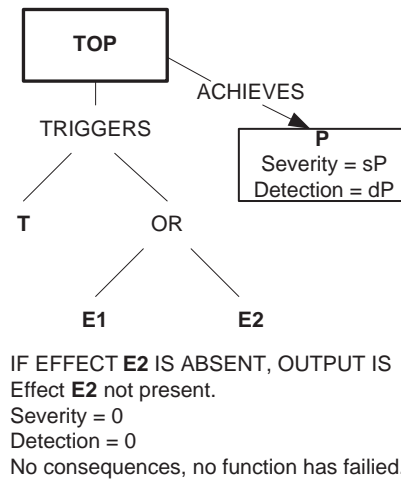 TOP
ACHIEVES
TRIGGERS
P
Severity = sP
Detection = dP
T
OR
E1
E2
IF EFFECT E2 IS ABSENT, OUTPUT IS
Effect E2 not present.
Severity = 0
Detection = 0
No consequences, no function has failied.